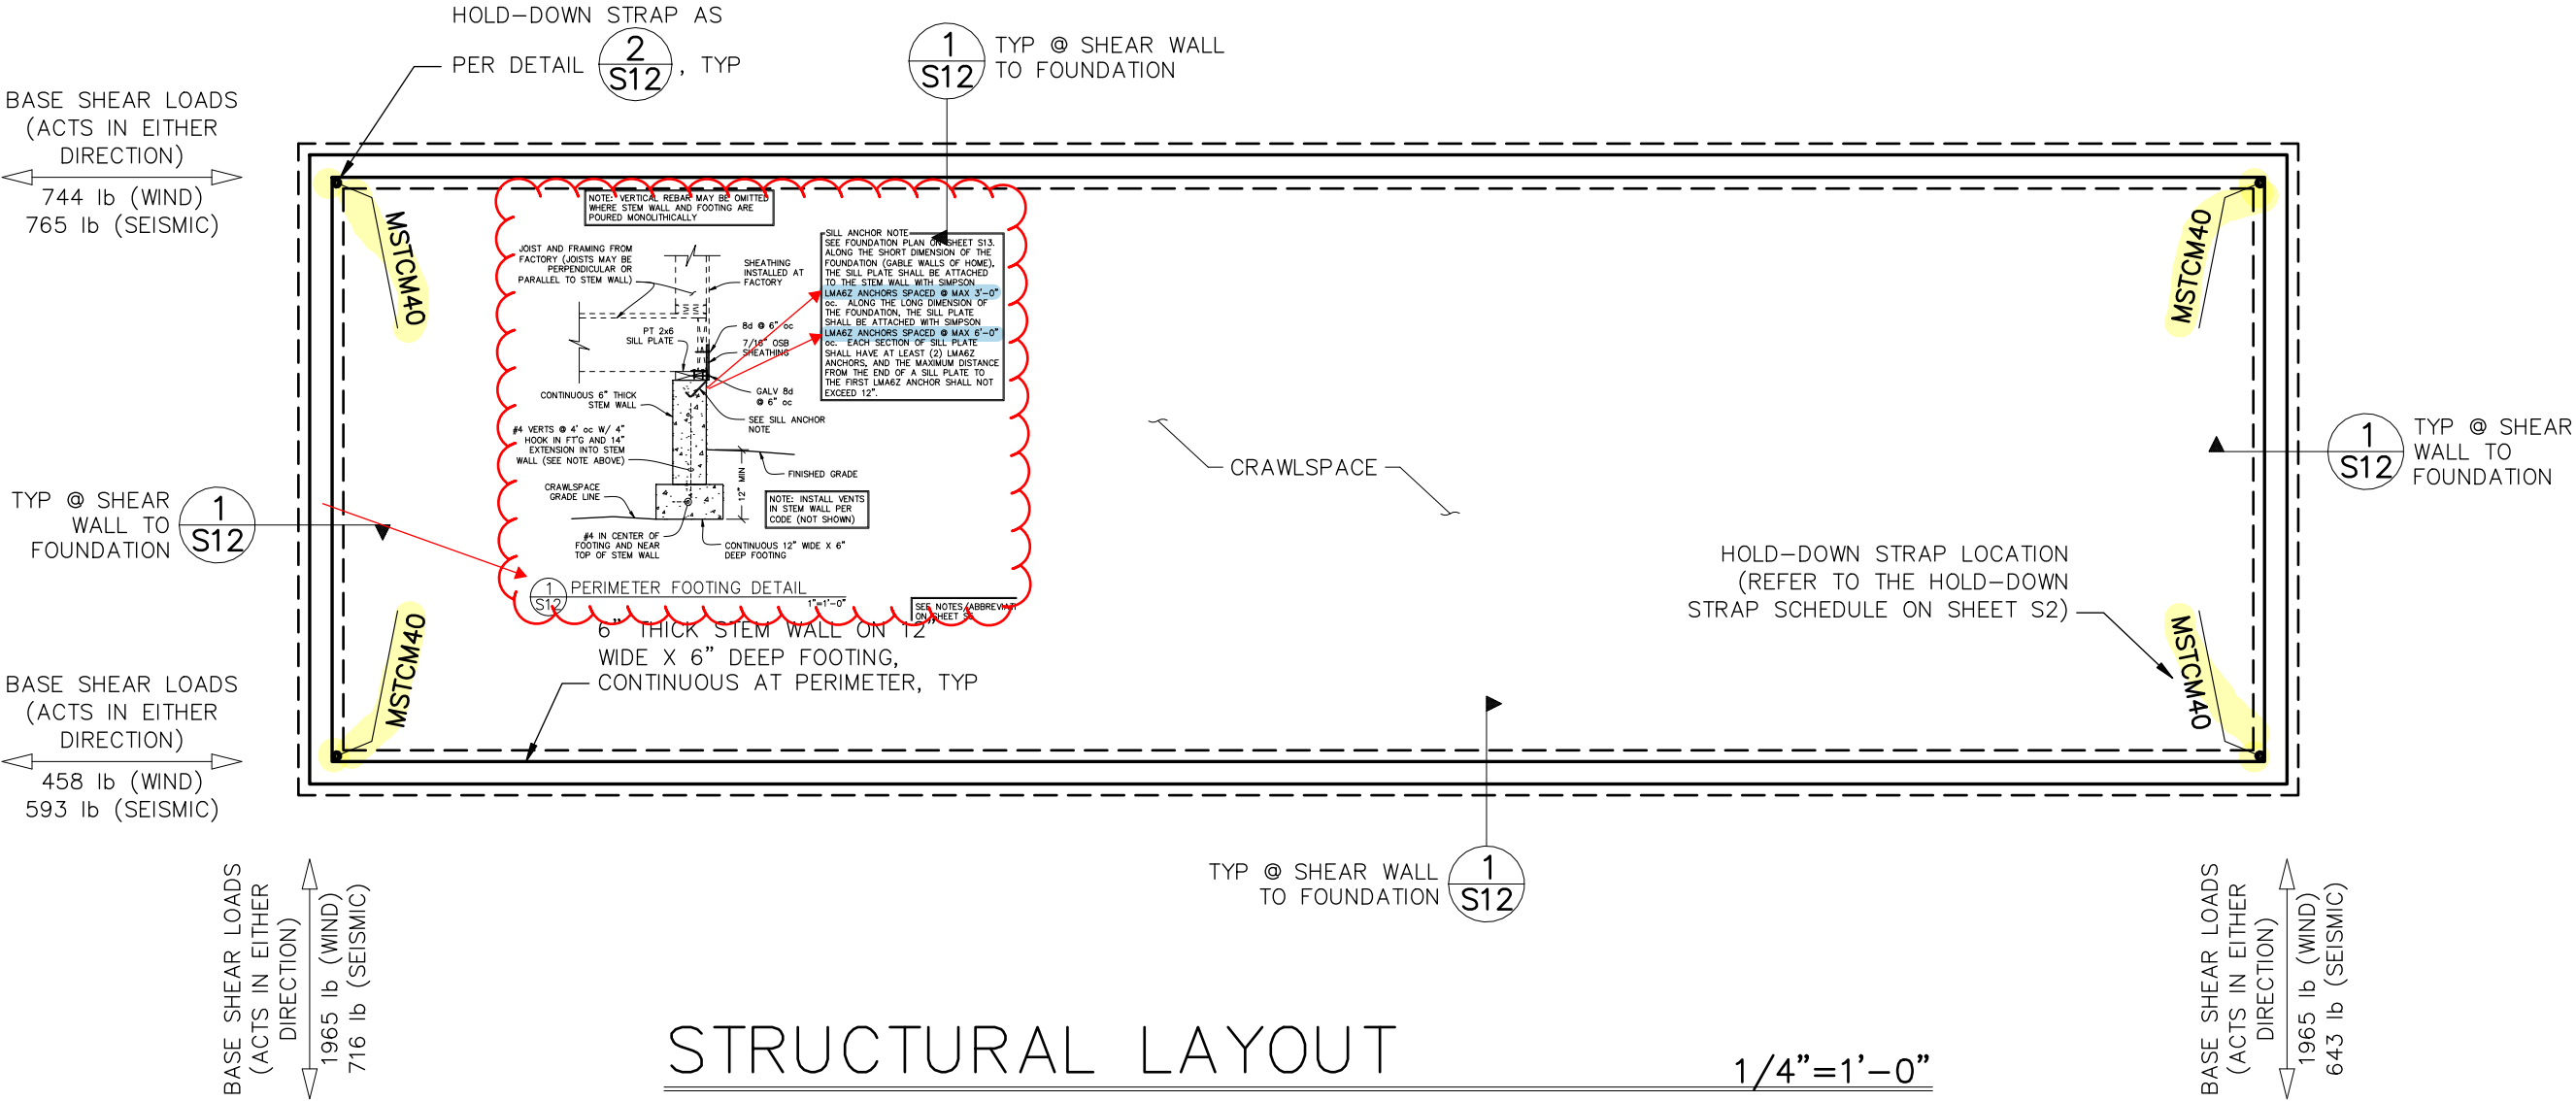 HOLD-DOWN STRAP AS
PER DETAIL 2 S12 , TYP
1
S12
TYP @ SHEAR WALL
TO FOUNDATION
BASE SHEAR LOADS
(ACTS IN EITHER
DIRECTION)
744 lb (WIND)
765 lb (SEISMIC)
MSTCM40
MSTCM40
NOTE: VERTICAL REBAR MAY BE OMITTED
WHERE STEM WALL AND FOOTING ARE
POURED MONOLITHICALLY
JOIST AND FRAMING FROM
FACTORY (JOISTS MAY BE
PERPENDICULAR OR
PARALLEL TO STEM WALL)
SHEATHING
INSTALLED AT
FACTORY
SILL ANCHOR NOTE
SEE FOUNDATION PLAN ON SHEET S13.
ALONG THE SHORT DIMENSION OF THE
FOUNDATION (GABLE WALLS OF HOME),
THE SILL PLATE SHALL BE ATTACHED
TO THE STEM WALL WITH SIMPSON
LMA6Z ANCHORS SPACED @ MAX 3'-0"
oc. ALONG THE LONG DIMENSION OF
THE FOUNDATION, THE SILL PLATE
SHALL BE ATTACHED WITH SIMPSON
LMA6Z ANCHORS SPACED @ MAX 6'-0"
oc. EACH SECTION OF SILL PLATE
SHALL HAVE AT LEAST (2) LMA6Z
ANCHORS, AND THE MAXIMUM DISTANCE
FROM THE END OF A SILL PLATE TO
THE FIRST LMA6Z ANCHOR SHALL NOT
EXCEED 12".
PT 2x6
SILL PLATE
8d @ 6" oc
7/16" OSB
SHEATHING
GALV 8d
@ 6" oc
CONTINUOUS 6" THICK
STEM WALL
SEE SILL ANCHOR
NOTE
#4 VERTS @ 4' oc W/ 4"
HOOK IN FT'G AND 14"
EXTENSION INTO STEM
WALL (SEE NOTE ABOVE)
12" MIN
FINISHED GRADE
CRAWLSPACE
GRADE LINE
NOTE: INSTALL VENTS
IN STEM WALL PER
CODE (NOT SHOWN)
#4 IN CENTER OF
FOOTING AND NEAR
TOP OF STEM WALL
CONTINUOUS 12" WIDE X 6"
DEEP FOOTING
1
S12
PERIMETER FOOTING DETAIL
1"=1'-0"
SEE NOTES/ABBREVIAT
ON SHEET
CRAWLSPACE
TYP @ SHEAR
WALL TO
FOUNDATION
1
S12
1
S12
TYP @ SHEAR
WALL TO
FOUNDATION
HOLD-DOWN STRAP LOCATION
(REFER TO THE HOLD-DOWN
STRAP SCHEDULE ON SHEET S2)
6" THICK STEM WALL ON 12"
WIDE X 6" DEEP FOOTING,
CONTINUOUS AT PERIMETER, TYP
MSTCM40
MSTCM40
BASE SHEAR LOADS
(ACTS IN EITHER
DIRECTION)
458 lb (WIND)
593 lb (SEISMIC)
TYP @ SHEAR WALL
TO FOUNDATION
1
S12
BASE SHEAR LOADS
(ACTS IN EITHER
DIRECTION)
1965 lb (WIND)
716 lb (SEISMIC)
BASE SHEAR LOADS
(ACTS IN EITHER
DIRECTION)
1965 lb (WIND)
643 lb (SEISMIC)
STRUCTURAL LAYOUT
1/4"=1'-0"